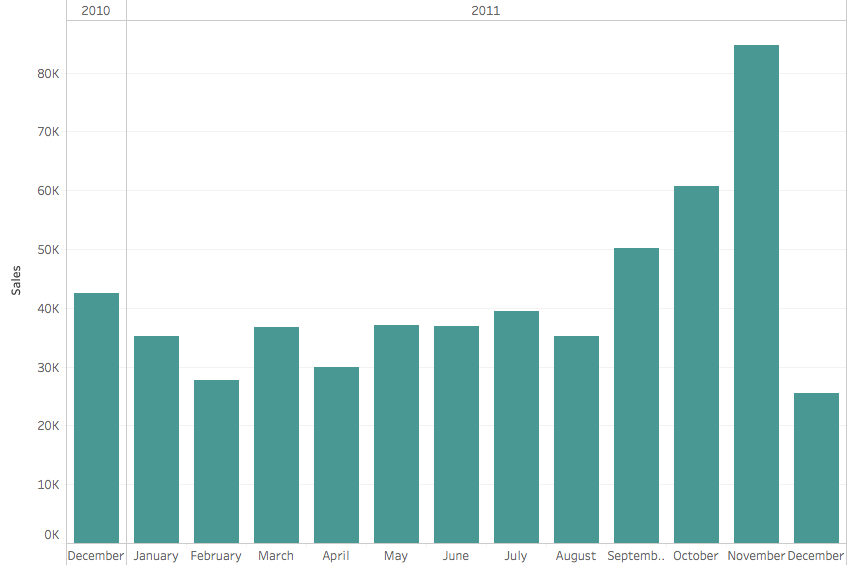 2010 2011
80K
70K
60K
50K
40K
30K
20K
10K
0K
Sales
December January February March April May June July August Septemb.. October November December